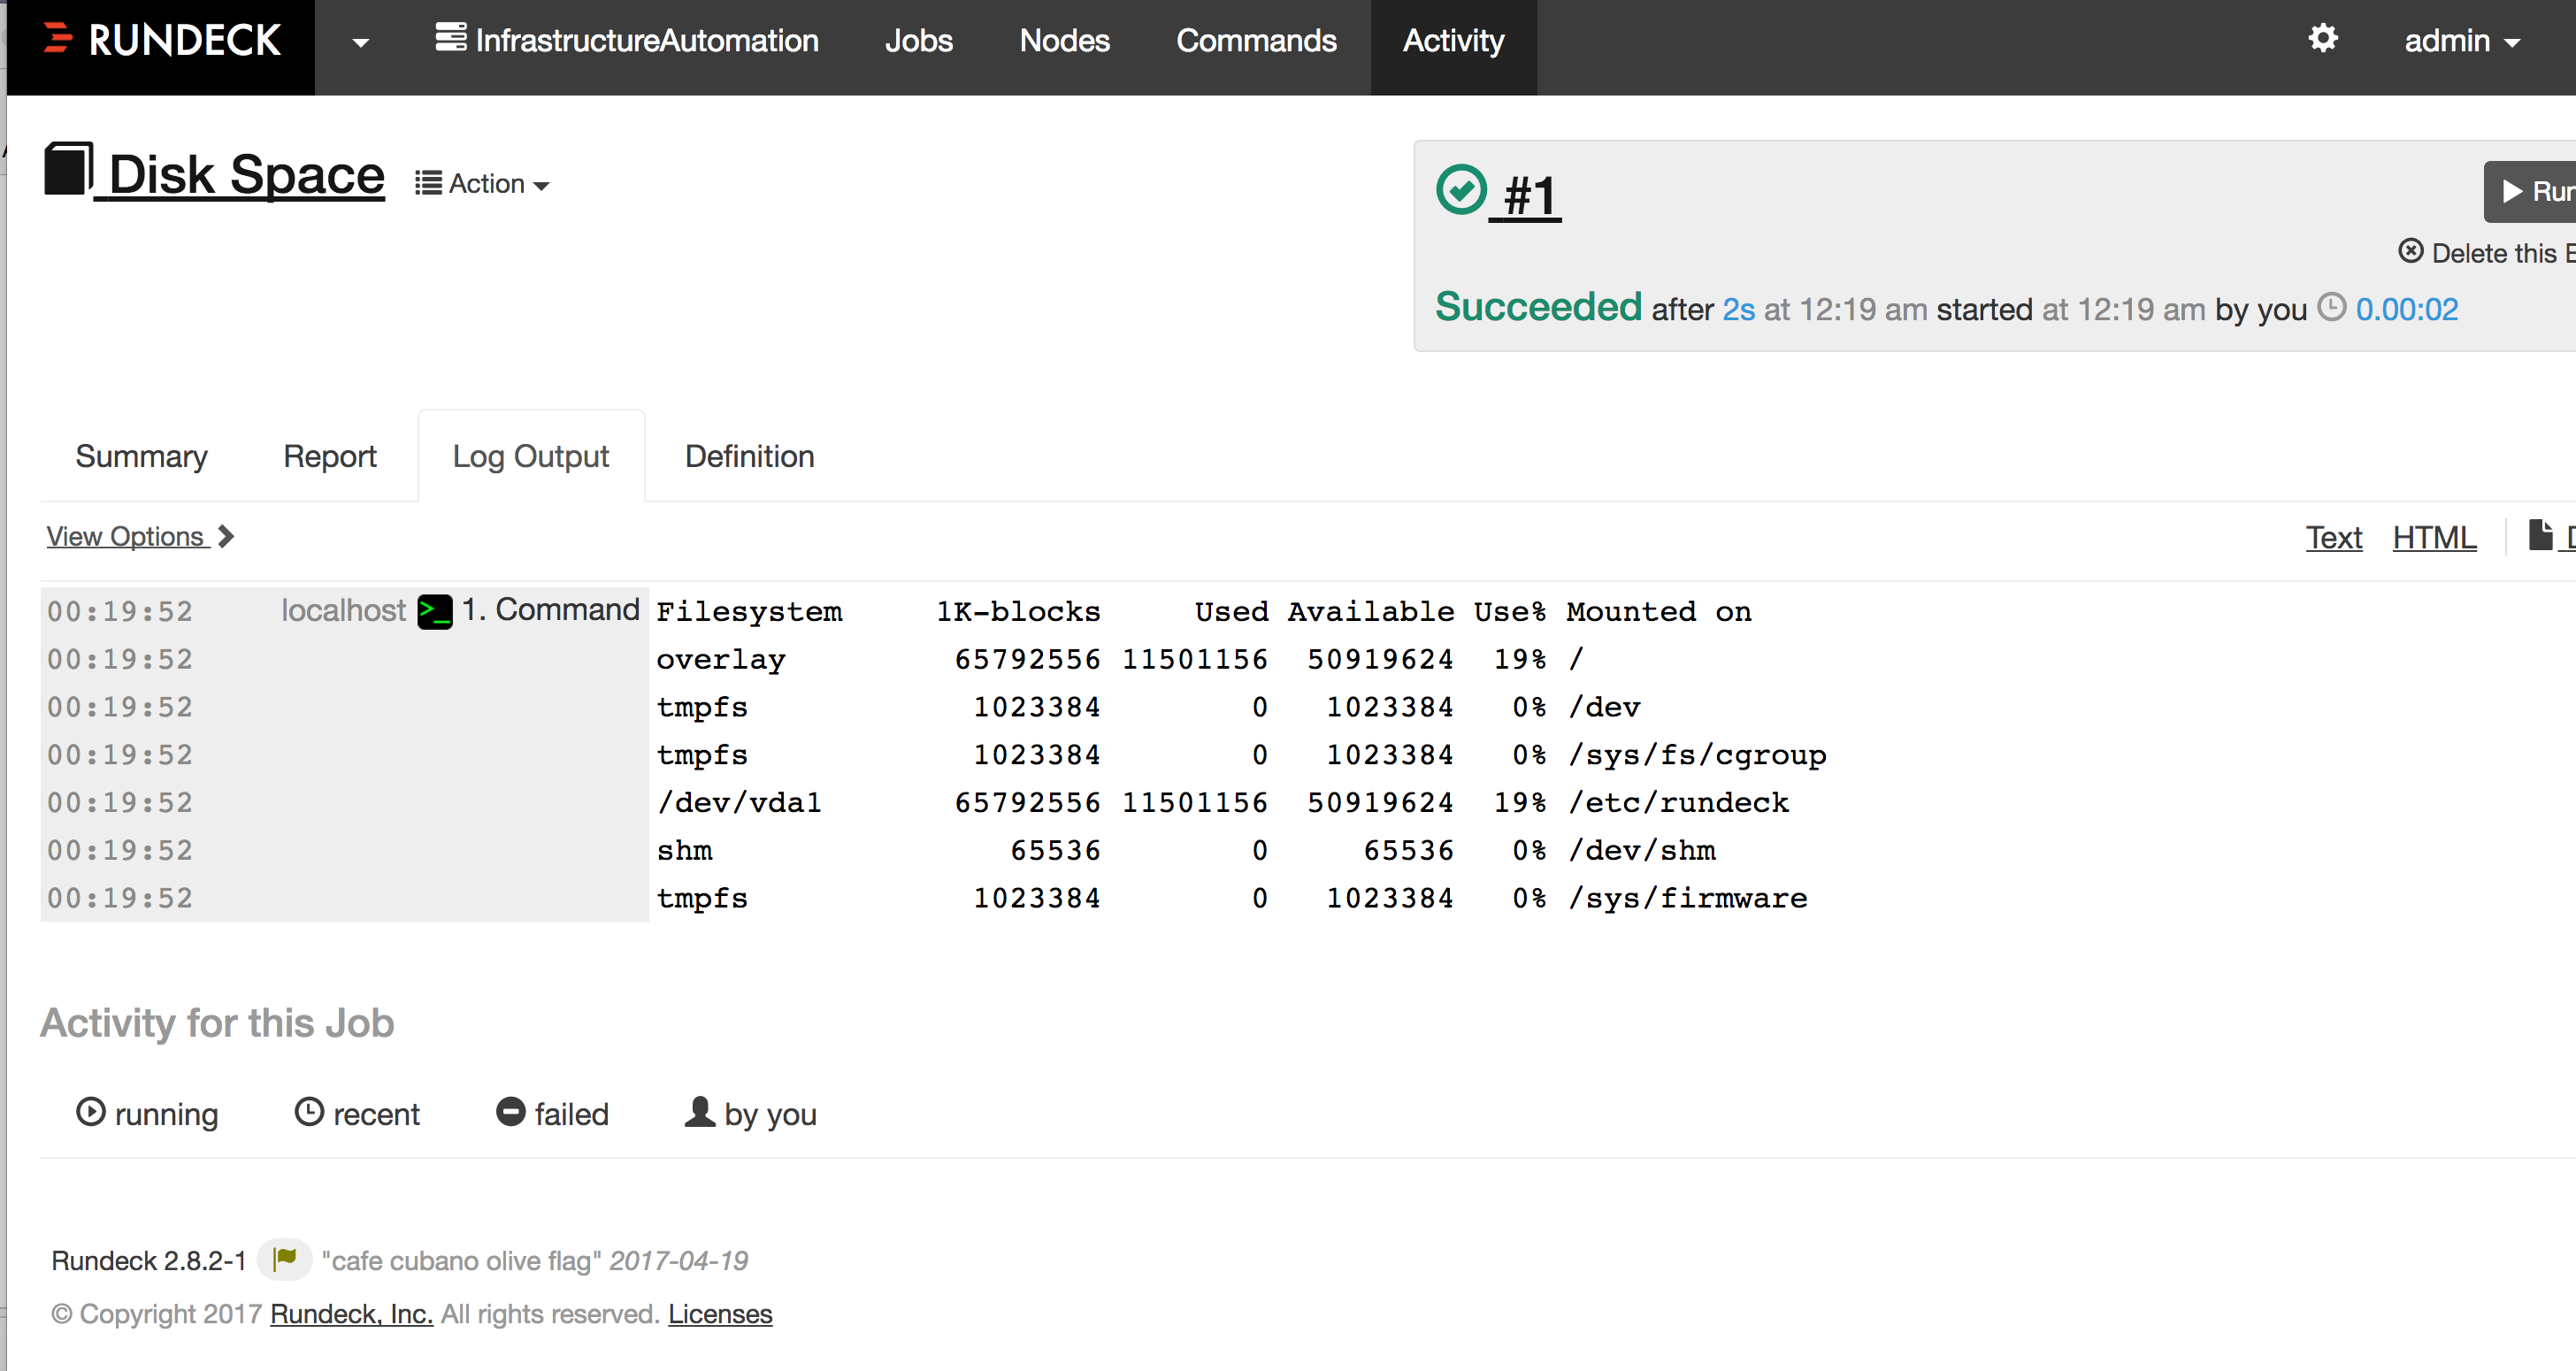 RUNDECK InfrastructureAutomation Jobs Nodes Commands Activity admin
Disk Space Action
#1
Run
Delete this E
Succeeded after 2s at 12:19 am started at 12:19 am by you 0.00:02
Summary Report Log Output Definition
View Options Text HTML
00:19:52 localhost >_ 1. Command Filesystem 1K-blocks Used Available Use% Mounted on
00:19:52 overlay 65792556 11501156 50919624 19% /
00:19:52 tmpfs 1023384 0 1023384 0% /dev
00:19:52 tmpfs 1023384 0 1023384 0% /sys/fs/cgroup
00:19:52 /dev/vda1 65792556 11501156 50919624 19% /etc/rundeck
00:19:52 shm 65536 0 65536 0% /dev/shm
00:19:52 tmpfs 1023384 0 1023384 0% /sys/firmware
Activity for this Job
running recent failed by you
Rundeck 2.8.2-1 "cafe cubano olive flag" 2017-04-19
© Copyright 2017 Rundeck, Inc. All rights reserved. Licenses